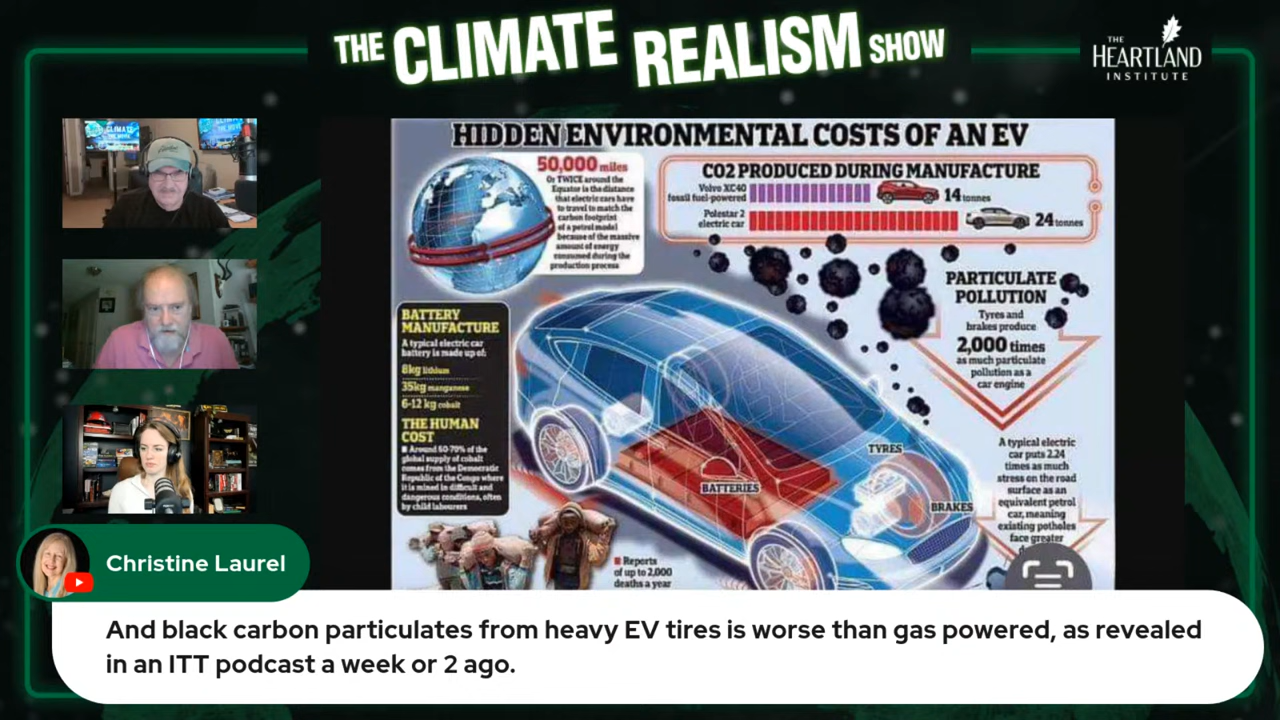 THE CLIMATE REALISM SHOW
THE
HEARTLAND
INSTITUTE
HIDDEN ENVIRONMENTAL COSTS OF AN EV
50,000 miles
Or TWICE around the
Equator is the distance
that electric cars have
to travel to match the
carbon footprint
of a petrol model
because of the massive
amount of energy
consumed during the
production process
CO2 PRODUCED DURING MANUFACTURE
Volvo XC40
fossil fuel-powered
14 tonnes
Polestar 2
electric car
24 tonnes
PARTICULATE
POLLUTION
Tyres and
brakes produce
2,000 times
as much particulate
pollution as a
car engine
BATTERY
MANUFACTURE
A typical electric car
battery is made up of:
8kg lithium
35kg manganese
6-12 kg cobalt
THE HUMAN
COST
■ Around 60-70% of the
global supply of cobalt
comes from the Democratic
Republic of the Congo where
it is mined in difficult and
dangerous conditions, often
by child labourers
■ Reports
of up to 2,000
deaths a year
BATTERIES
TYRES
BRAKES
A typical electric
car puts 2.24
times as much
stress on the road
surface as an
equivalent petrol
car, meaning
existing potholes
face greater
Christine Laurel
And black carbon particulates from heavy EV tires is worse than gas powered, as revealed
in an ITT podcast a week or 2 ago.